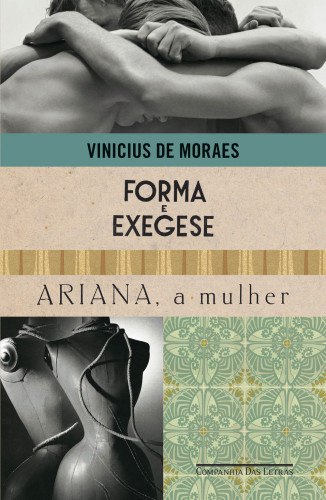 VINICIUS DE MORAES
FORMA
E
EXEGESE
ARIANA, a mulher
COMPANHIA DAS LETRAS